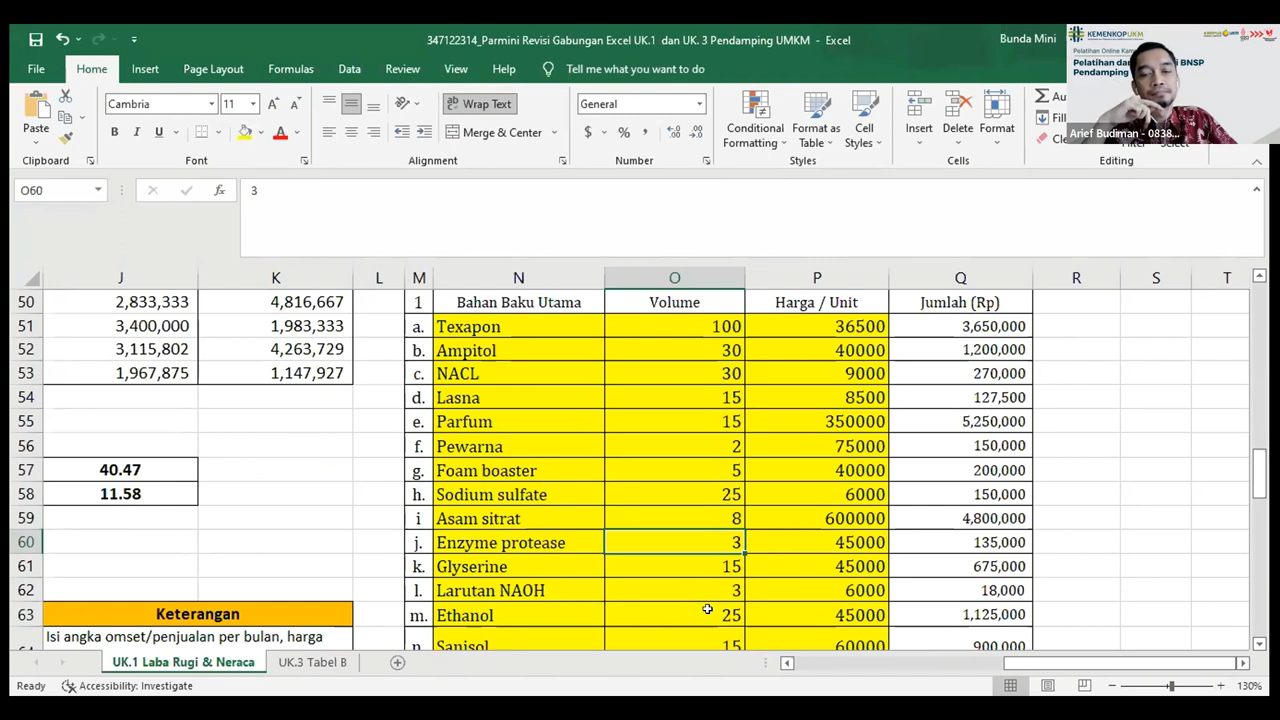 347122314_Parmini Revisi Gabungan Excel UK.1 dan UK. 3 Pendamping UMKM - Excel
Bunda Mini
KEMENKOPUKM
Pelatihan Online
Pendamping
Arief Budiman - 0838...
File Home Insert Page Layout Formulas Data Review View Help Tell me what you want to do
Cambria 11 Wrap Text General
Paste B I U Merge & Center $ % , Conditional Formatting Format as Table Cell Styles Insert Delete Format
Clipboard Font Alignment Number Styles Cells Editing
O60 fx 3
J K L M N O P Q R S T
50 2,833,333 4,816,667 1 Bahan Baku Utama Volume Harga / Unit Jumlah (Rp)
51 3,400,000 1,983,333 a. Texapon 100 36500 3,650,000
52 3,115,802 4,263,729 b. Ampitol 30 40000 1,200,000
53 1,967,875 1,147,927 c. NACL 30 9000 270,000
54 d. Lasna 15 8500 127,500
55 e. Parfum 15 350000 5,250,000
56 f. Pewarna 2 75000 150,000
57 40.47 g. Foam boaster 5 40000 200,000
58 11.58 h. Sodium sulfate 25 6000 150,000
59 i Asam sitrat 8 600000 4,800,000
60 j. Enzyme protease 3 45000 135,000
61 k. Glyserine 15 45000 675,000
62 l. Larutan NAOH 3 6000 18,000
63 Keterangan m. Ethanol 25 45000 1,125,000
Isi angka omset/penjualan per bulan, harga n. Sanisol 15 60000 900,000
UK.1 Laba Rugi & Neraca UK.3 Tabel B
Ready Accessibility: Investigate 130%